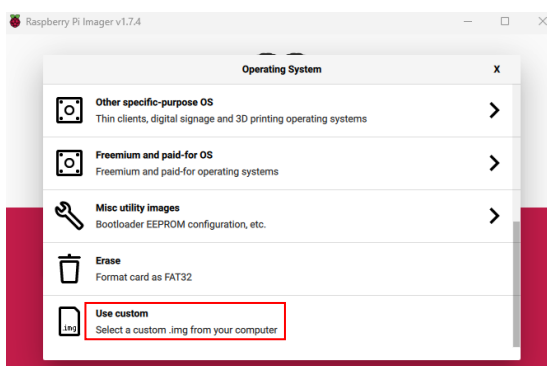 Raspberry Pi Imager v1.7.4
Operating System
X
Other specific-purpose OS
Thin clients, digital signage and 3D printing operating systems
Freemium and paid-for OS
Freemium and paid-for operating systems
Misc utility images
Bootloader EEPROM configuration, etc.
Erase
Format card as FAT32
.img
Use custom
Select a custom .img from your computer